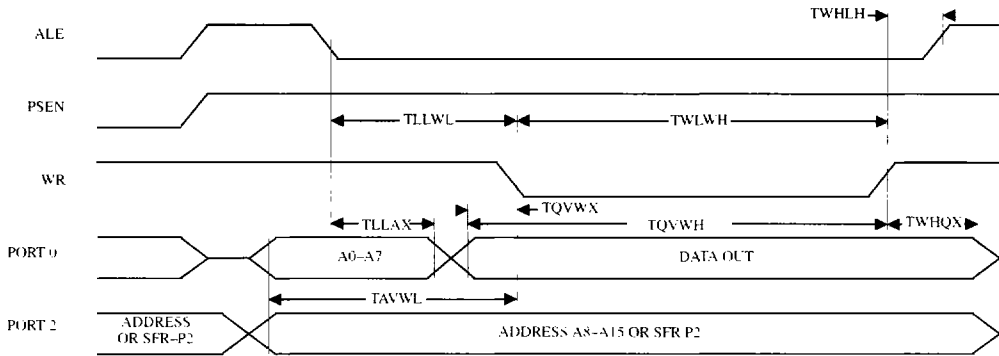 TWHLH
ALE
PSEN
TLLWL
TWLWH
WR
TQVWX
TLLAX
TQVWH
TWHQX
PORT 0
A0–A7
DATA OUT
TAVWL
PORT 2
ADDRESS
OR SFR–P2
ADDRESS A8–A15 OR SFR P2